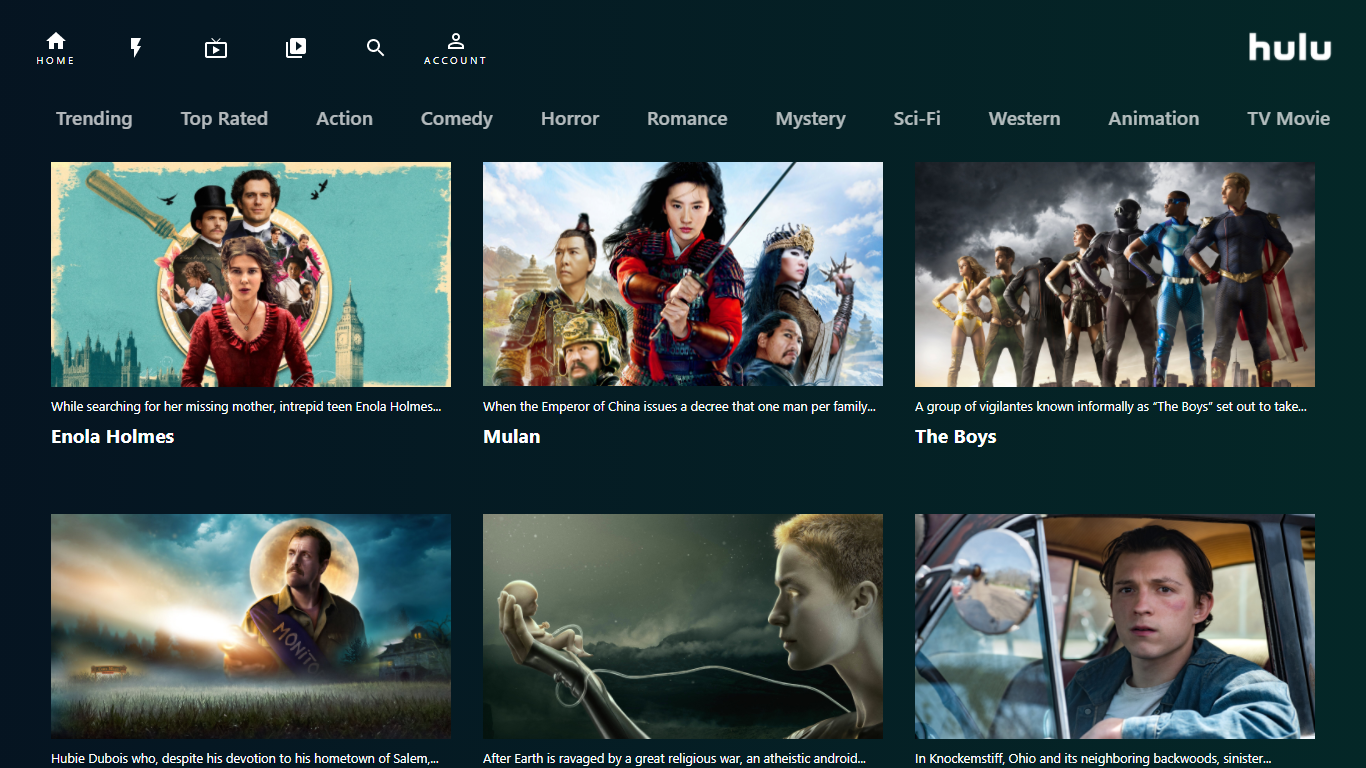 HOME
ACCOUNT
hulu
Trending Top Rated Action Comedy Horror Romance Mystery Sci-Fi Western Animation TV Movie
While searching for her missing mother, intrepid teen Enola Holmes...
Enola Holmes
When the Emperor of China issues a decree that one man per family...
Mulan
A group of vigilantes known informally as “The Boys” set out to take...
The Boys
MONITO
Hubie Dubois who, despite his devotion to his hometown of Salem,...
After Earth is ravaged by a great religious war, an atheistic android...
In Knockemstiff, Ohio and its neighboring backwoods, sinister...